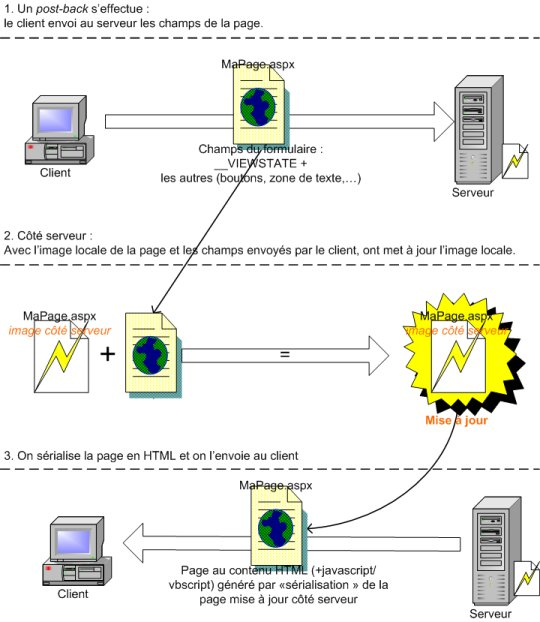 1. Un post-back s'effectue :
le client envoi au serveur les champs de la page.
MaPage.aspx
Client
Champs du formulaire :
__VIEWSTATE +
les autres (boutons, zone de texte,…)
Serveur
2. Côté serveur :
Avec l'image locale de la page et les champs envoyés par le client, ont met à jour l'image locale.
MaPage.aspx
image côté serveur
+
=
MaPage.aspx
image côté serveur
Mise à jour
3. On sérialise la page en HTML et on l'envoie au client
MaPage.aspx
Client
Page au contenu HTML (+javascript/
vbscript) généré par «sérialisation » de la
page mise à jour côté serveur
Serveur